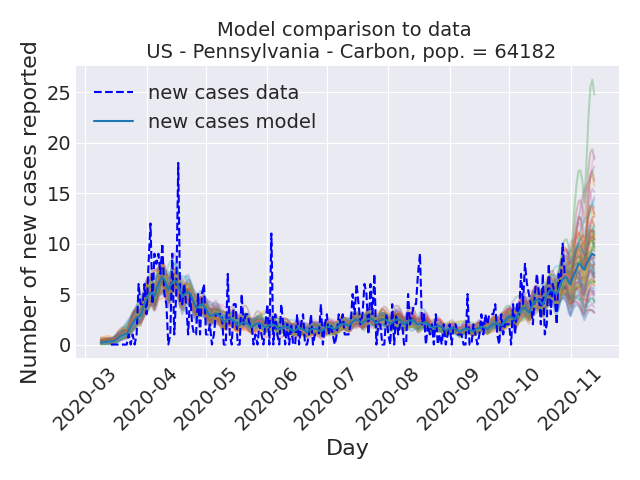 Model comparison to data
US - Pennsylvania - Carbon, pop. = 64182
Number of new cases reported
25
20
15
10
5
0
new cases data
new cases model
2020-03
2020-04
2020-05
2020-06
2020-07
2020-08
2020-09
2020-10
2020-11
Day